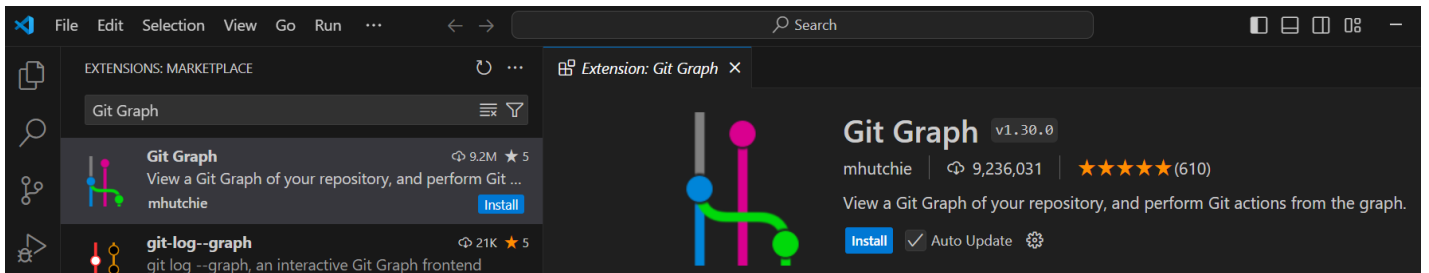 File Edit Selection View Go Run ···
Search
EXTENSIONS: MARKETPLACE
Git Graph
Git Graph 9.2M ★ 5
View a Git Graph of your repository, and perform Git ...
mhutchie Install
git-log--graph 21K ★ 5
git log --graph, an interactive Git Graph frontend
Extension: Git Graph
Git Graph v1.30.0
mhutchie 9,236,031 ★★★★★(610)
View a Git Graph of your repository, and perform Git actions from the graph.
Install Auto Update